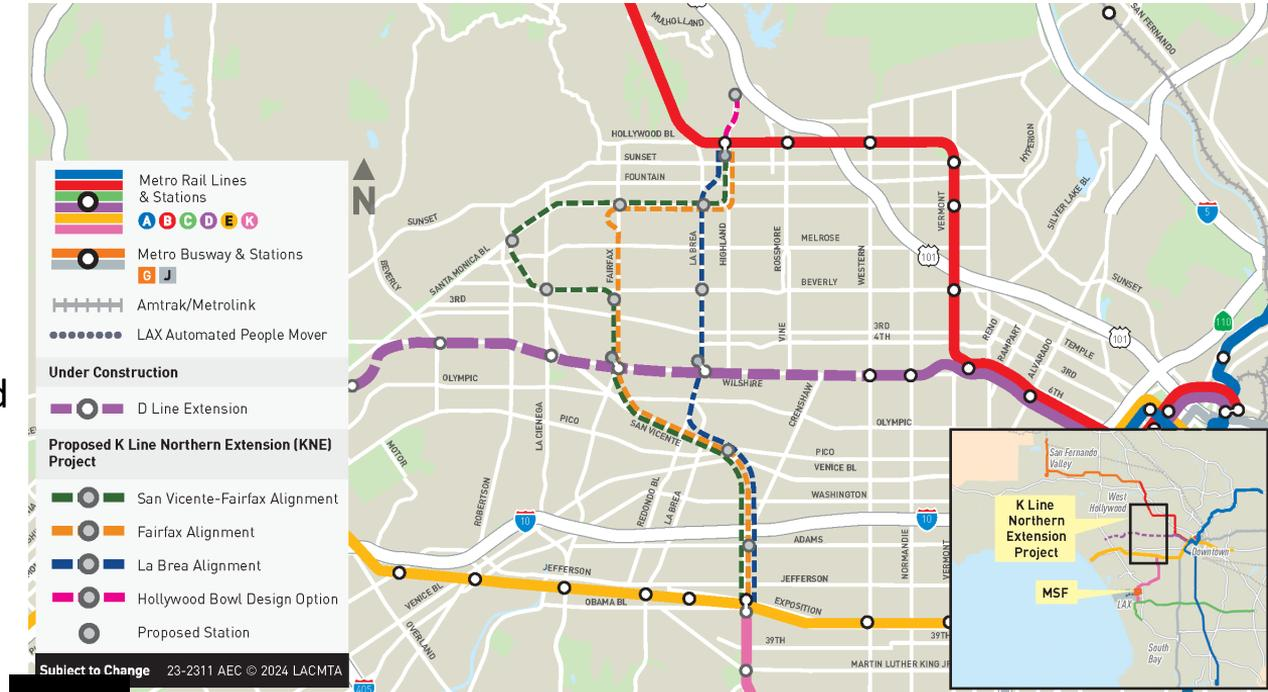 MULHOLLAND
SAN FERNANDO
HOLLYWOOD BL
SUNSET
FOUNTAIN
HYPERION
SILVER LAKE BL
VERMONT
5
N
Metro Rail Lines
& Stations
A B C D E K
Metro Busway & Stations
G J
Amtrak/Metrolink
LAX Automated People Mover
Under Construction
D Line Extension
Proposed K Line Northern Extension (KNE)
Project
San Vicente-Fairfax Alignment
Fairfax Alignment
La Brea Alignment
Hollywood Bowl Design Option
Proposed Station
Subject to Change 23-2311 AEC © 2024 LACMTA
d
SUNSET
SANTA MONICA BL
BEVERLY
FAIRFAX
LA BREA
HIGHLAND
ROSSMORE
MELROSE
WESTERN
101
BEVERLY
SUNSET
3RD
VINE
3RD
4TH
RENO
RAMPART
ALVARADO
TEMPLE
101
110
3RD
6TH
OLYMPIC
WILSHIRE
CRENSHAW
LA CIENEGA
PICO
SAN VICENTE
OLYMPIC
MOTOR
PICO
VENICE BL
ROBERTSON
REDONDO BL
LA BREA
WASHINGTON
10
10
ADAMS
NORMANDIE
VERMONT
JEFFERSON
JEFFERSON
VENICE BL
OBAMA BL
EXPOSITION
OVERLAND
39TH
39TH
MARTIN LUTHER KING JR
405
San Fernando
Valley
West
Hollywood
K Line
Northern
Extension
Project
Downtown
MSF
LAX
South
Bay